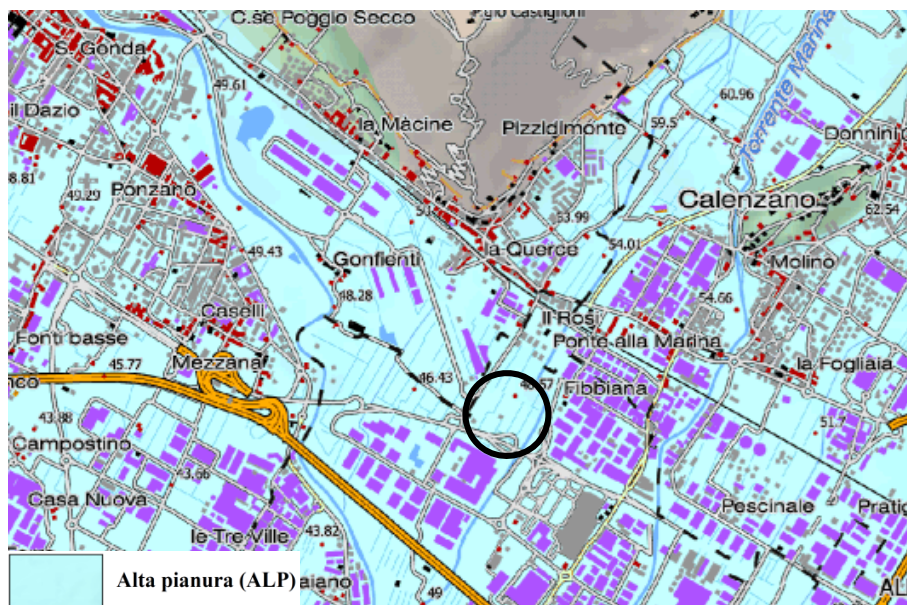 C.se Poggio Secco
S. Gonda
49.61
60.96
Torrente Marina
il Dazio
la Macine
Pizzidimonte
59.5
Donnini
49.29
Ponzano
Calenzano
62.54
53.99
54.01
49.43
la Querce
Gonfienti
Molino
48.28
54.66
Caselli
Il Rosi
Fonti basse
Ponte alla Marina
Mezzana
la Fogliaia
45.77
46.43
Fibbiana
43.88
51.7
Campostino
43.66
Casa Nuova
Pescinale
le Tre Ville
43.82
49
Alta pianura (ALP)